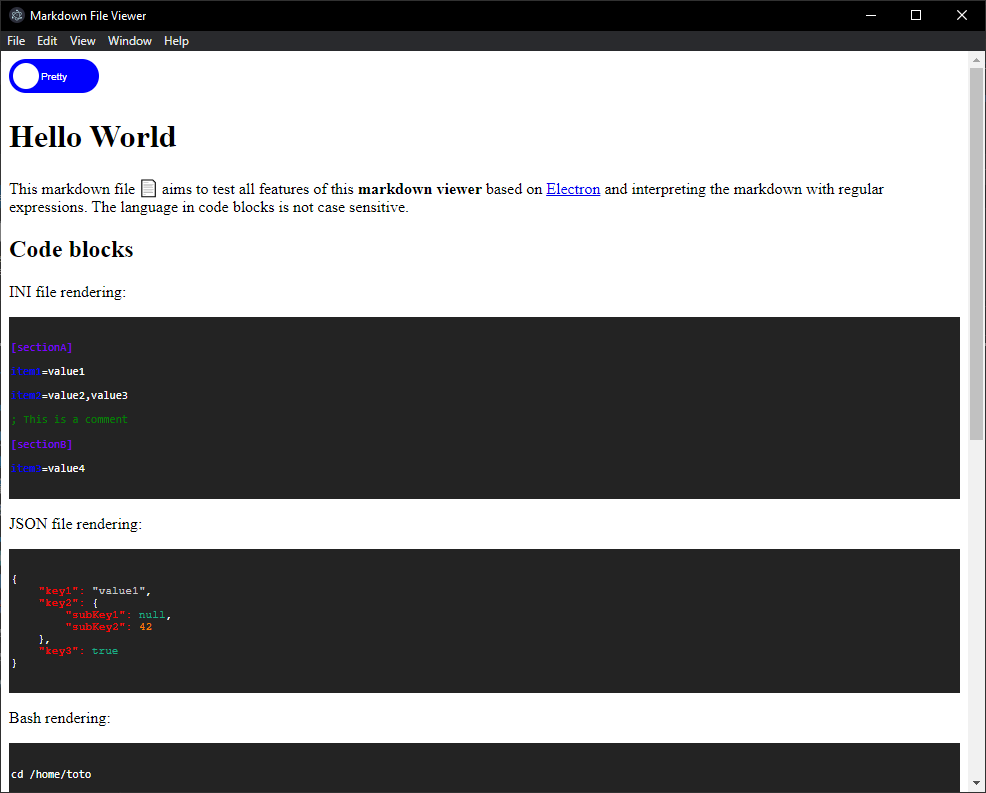 Markdown File Viewer
File Edit View Window Help
Pretty
Hello World
This markdown file 📄 aims to test all features of this markdown viewer based on Electron and interpreting the markdown with regular
expressions. The language in code blocks is not case sensitive.
Code blocks
INI file rendering:
[sectionA]
=value1
=value2,value3
; This is a comment
[sectionB]
=value4
JSON file rendering:
{
    "key1": "value1",
    "key2": {
        "subKey1": null,
        "subKey2": 42
    },
    "key3": true
}
Bash rendering:
cd /home/toto